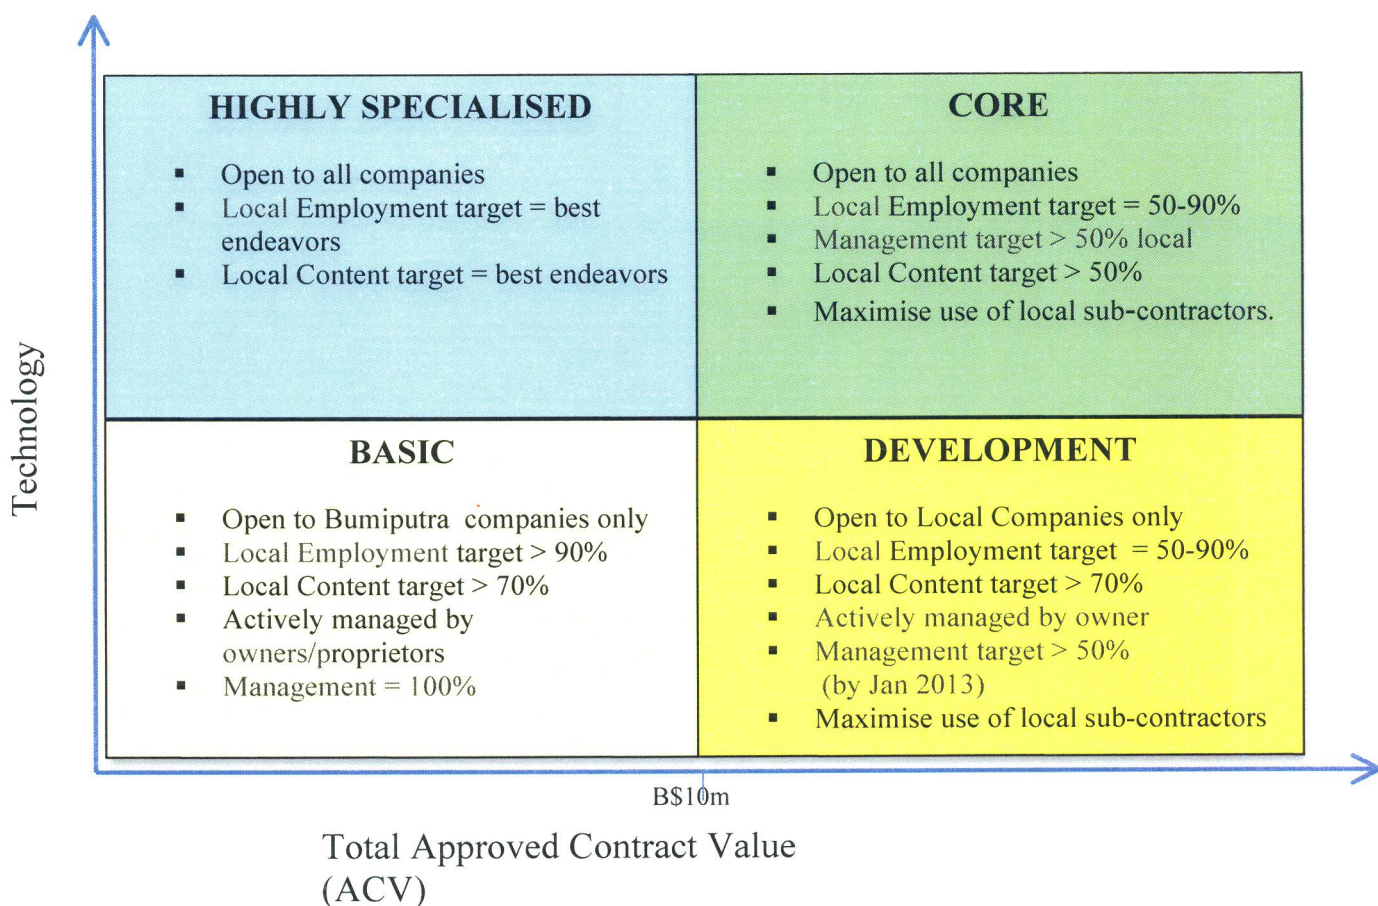 HIGHLY SPECIALISED
▪ Open to all companies
▪ Local Employment target = best
endeavors
▪ Local Content target = best endeavors
CORE
▪ Open to all companies
▪ Local Employment target = 50-90%
▪ Management target > 50% local
▪ Local Content target > 50%
▪ Maximise use of local sub-contractors.
Technology
BASIC
▪ Open to Bumiputra companies only
▪ Local Employment target > 90%
▪ Local Content target > 70%
▪ Actively managed by
owners/proprietors
▪ Management = 100%
DEVELOPMENT
▪ Open to Local Companies only
▪ Local Employment target = 50-90%
▪ Local Content target > 70%
▪ Actively managed by owner
▪ Management target > 50%
(by Jan 2013)
▪ Maximise use of local sub-contractors
B$10m
Total Approved Contract Value
(ACV)